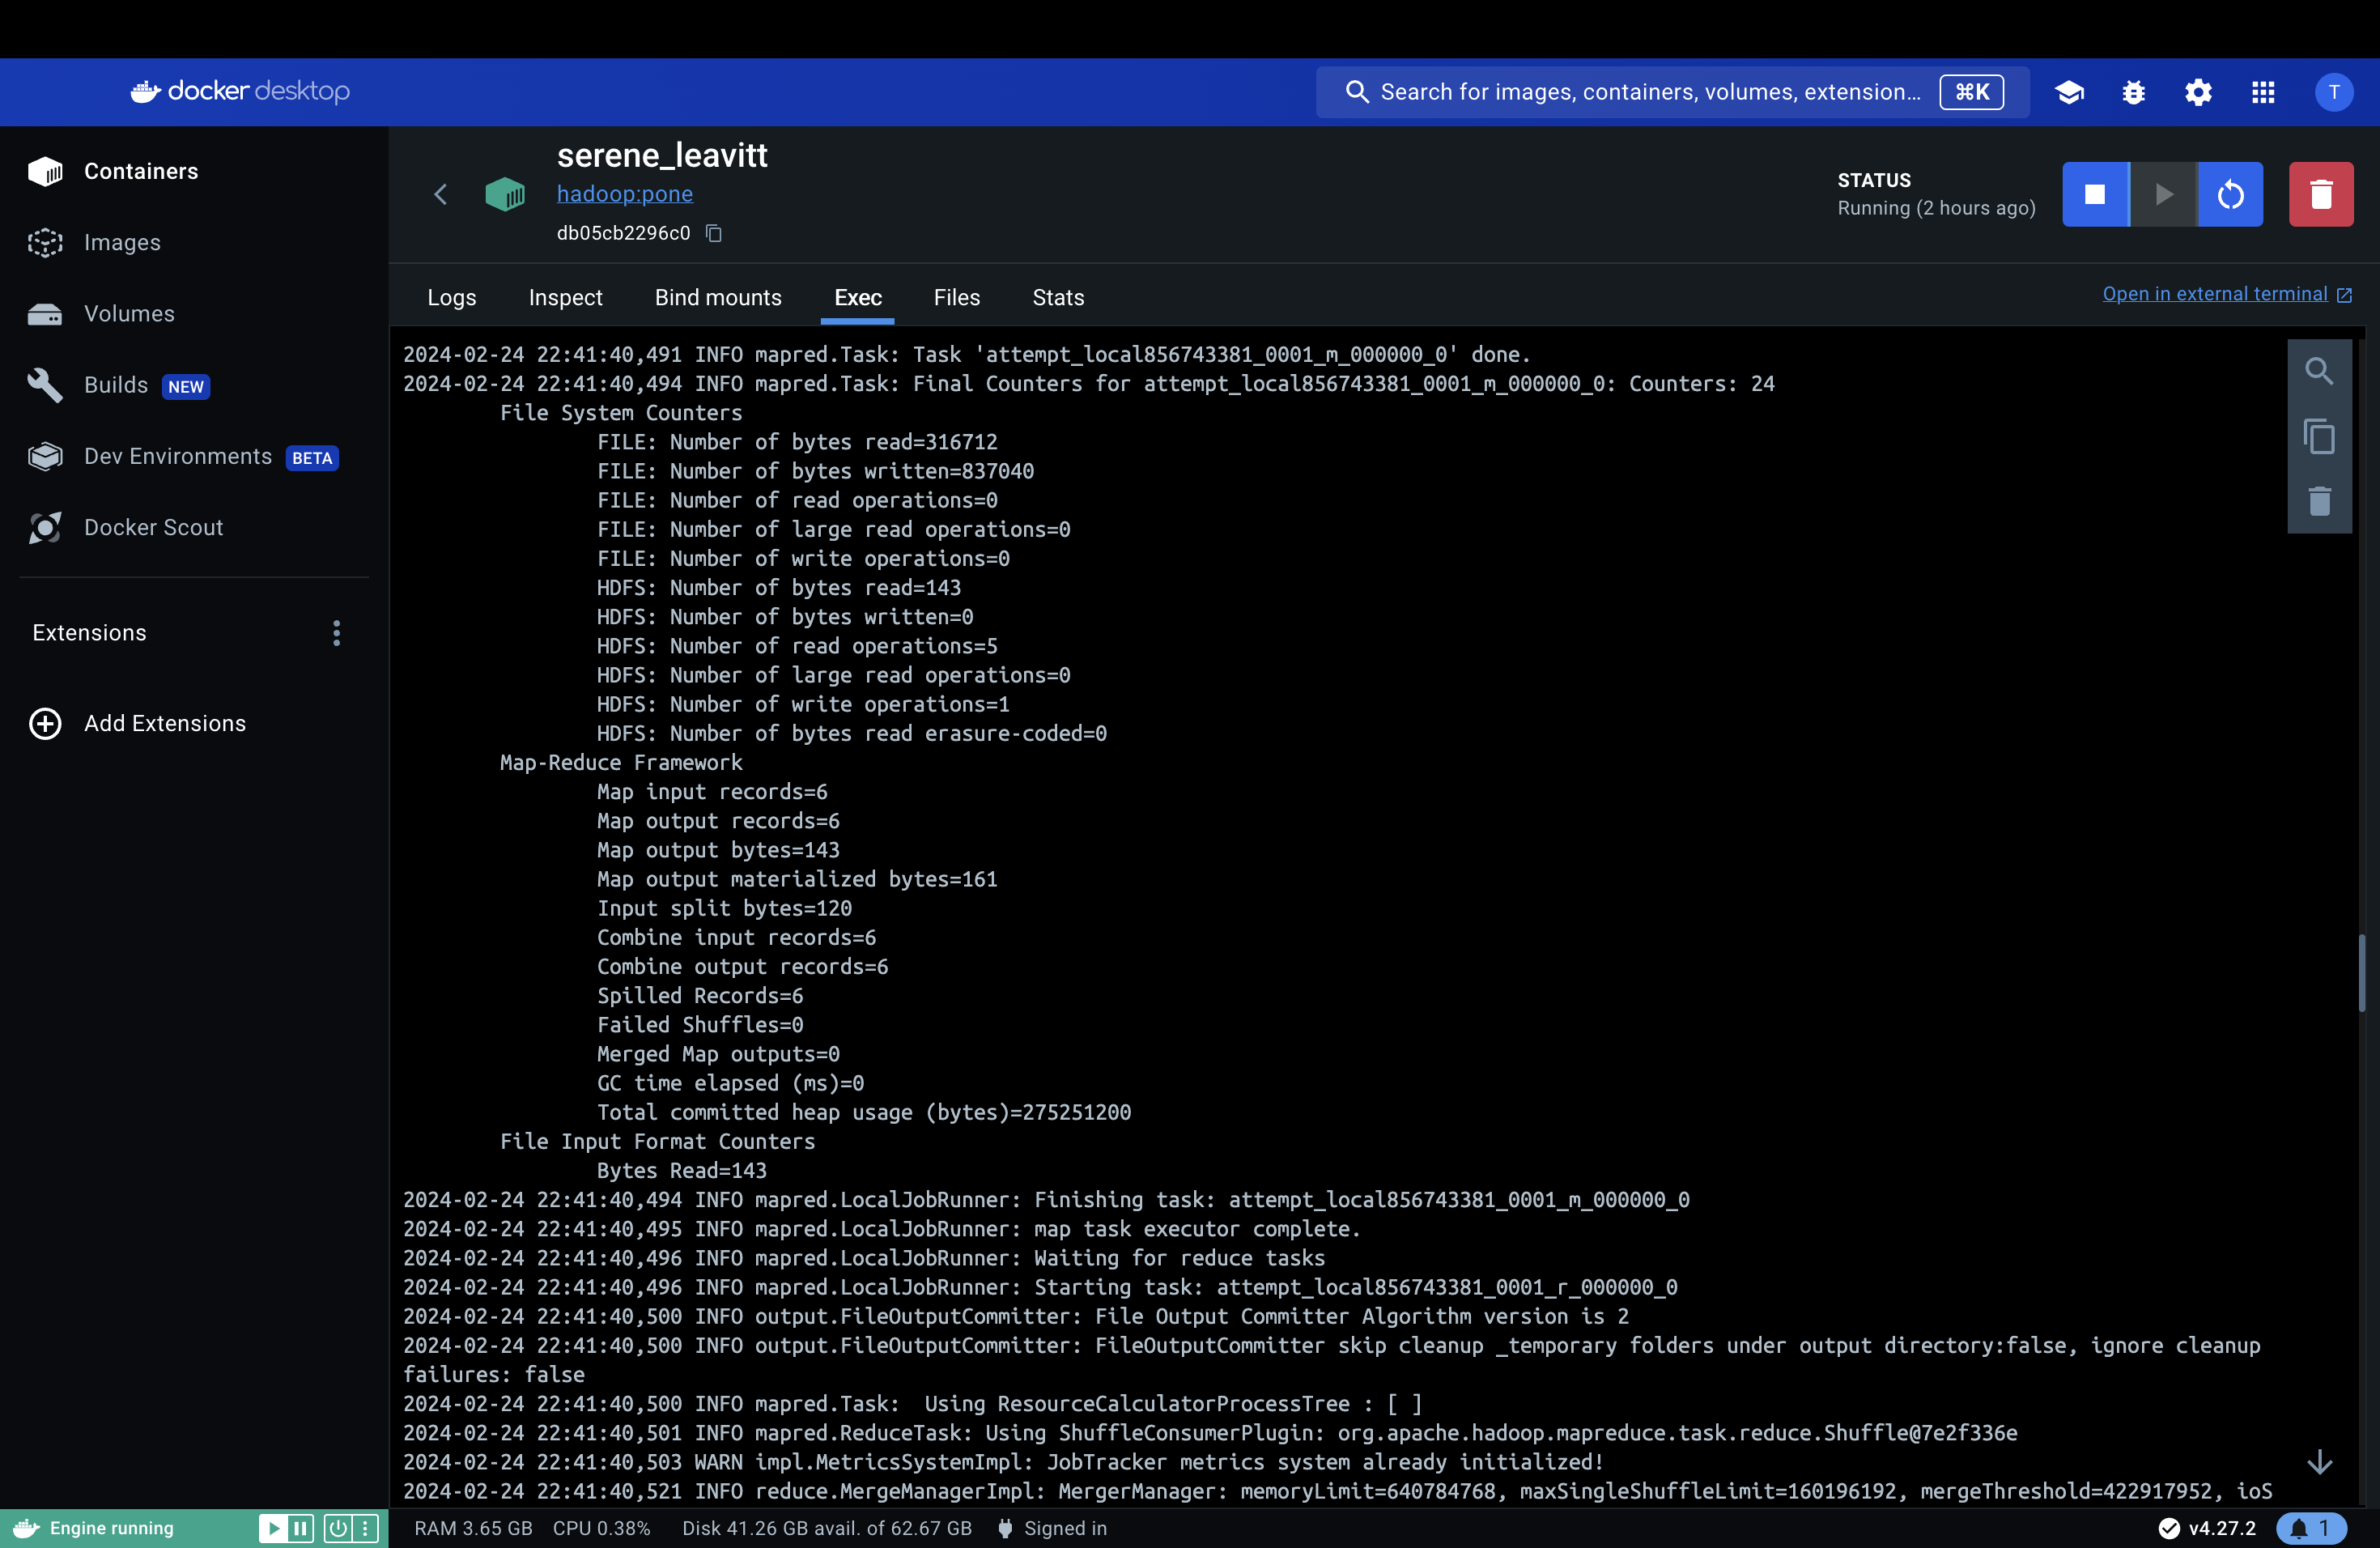 docker desktop
Search for images, containers, volumes, extension... ⌘K
T
Containers
Images
Volumes
Builds NEW
Dev Environments BETA
Docker Scout
Extensions
Add Extensions
serene_leavitt
hadoop:pone
db05cb2296c0
STATUS
Running (2 hours ago)
Logs Inspect Bind mounts Exec Files Stats
Open in external terminal
2024-02-24 22:41:40,491 INFO mapred.Task: Task 'attempt_local856743381_0001_m_000000_0' done.
2024-02-24 22:41:40,494 INFO mapred.Task: Final Counters for attempt_local856743381_0001_m_000000_0: Counters: 24
File System Counters
FILE: Number of bytes read=316712
FILE: Number of bytes written=837040
FILE: Number of read operations=0
FILE: Number of large read operations=0
FILE: Number of write operations=0
HDFS: Number of bytes read=143
HDFS: Number of bytes written=0
HDFS: Number of read operations=5
HDFS: Number of large read operations=0
HDFS: Number of write operations=1
HDFS: Number of bytes read erasure-coded=0
Map-Reduce Framework
Map input records=6
Map output records=6
Map output bytes=143
Map output materialized bytes=161
Input split bytes=120
Combine input records=6
Combine output records=6
Spilled Records=6
Failed Shuffles=0
Merged Map outputs=0
GC time elapsed (ms)=0
Total committed heap usage (bytes)=275251200
File Input Format Counters
Bytes Read=143
2024-02-24 22:41:40,494 INFO mapred.LocalJobRunner: Finishing task: attempt_local856743381_0001_m_000000_0
2024-02-24 22:41:40,495 INFO mapred.LocalJobRunner: map task executor complete.
2024-02-24 22:41:40,496 INFO mapred.LocalJobRunner: Waiting for reduce tasks
2024-02-24 22:41:40,496 INFO mapred.LocalJobRunner: Starting task: attempt_local856743381_0001_r_000000_0
2024-02-24 22:41:40,500 INFO output.FileOutputCommitter: File Output Committer Algorithm version is 2
2024-02-24 22:41:40,500 INFO output.FileOutputCommitter: FileOutputCommitter skip cleanup _temporary folders under output directory:false, ignore cleanup
failures: false
2024-02-24 22:41:40,500 INFO mapred.Task:  Using ResourceCalculatorProcessTree : [ ]
2024-02-24 22:41:40,501 INFO mapred.ReduceTask: Using ShuffleConsumerPlugin: org.apache.hadoop.mapreduce.task.reduce.Shuffle@7e2f336e
2024-02-24 22:41:40,503 WARN impl.MetricsSystemImpl: JobTracker metrics system already initialized!
2024-02-24 22:41:40,521 INFO reduce.MergeManagerImpl: MergerManager: memoryLimit=640784768, maxSingleShuffleLimit=160196192, mergeThreshold=422917952, ioS
Engine running
RAM 3.65 GB CPU 0.38% Disk 41.26 GB avail. of 62.67 GB Signed in
v4.27.2
1